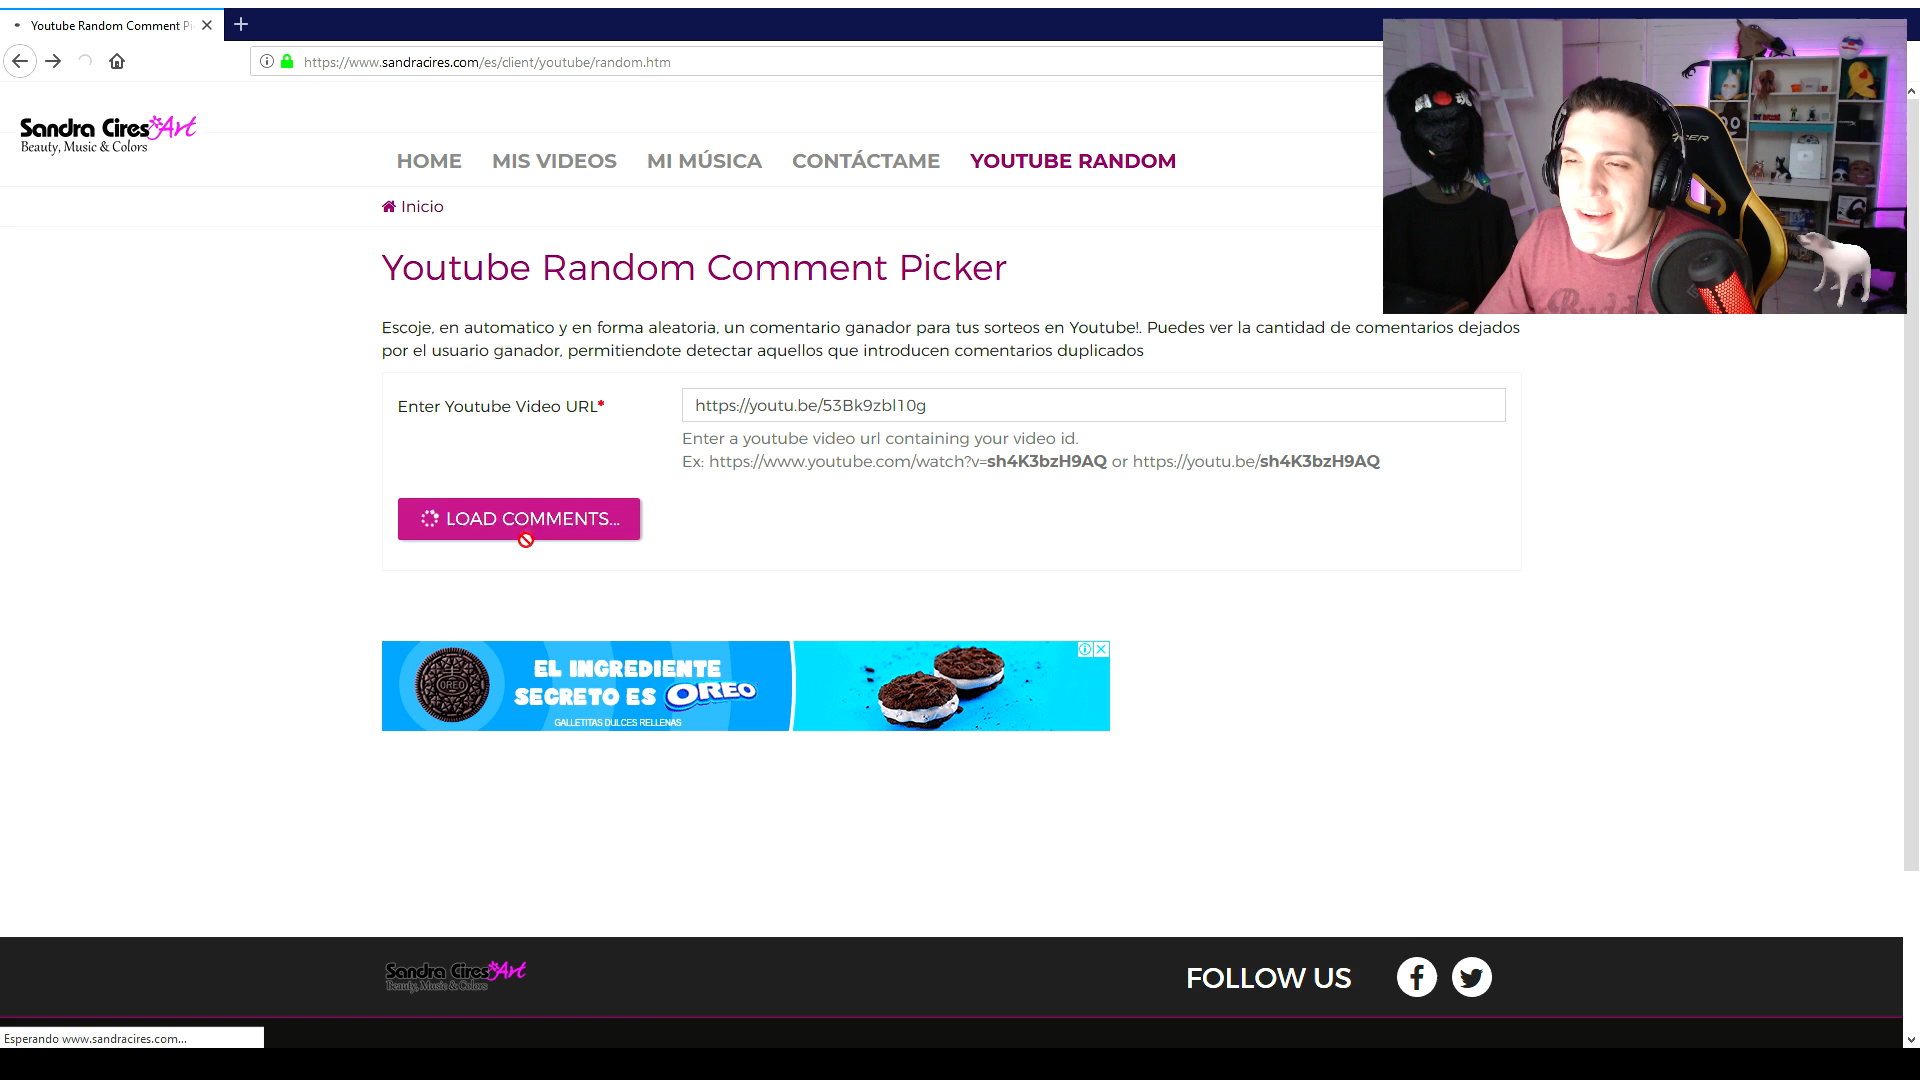 Youtube Random Comment Pi
https://www.sandracires.com/es/client/youtube/random.htm
Sandra Cires Art
Beauty, Music & Colors
HOME MIS VIDEOS MI MÚSICA CONTÁCTAME YOUTUBE RANDOM
Inicio
Youtube Random Comment Picker
Escoje, en automatico y en forma aleatoria, un comentario ganador para tus sorteos en Youtube!. Puedes ver la cantidad de comentarios dejados
por el usuario ganador, permitiendote detectar aquellos que introducen comentarios duplicados
Enter Youtube Video URL*
https://youtu.be/53Bk9zbl10g
Enter a youtube video url containing your video id.
Ex: https://www.youtube.com/watch?v=sh4K3bzH9AQ or https://youtu.be/sh4K3bzH9AQ
LOAD COMMENTS...
OREO
EL INGREDIENTE
SECRETO ES OREO
GALLETITAS DULCES RELLENAS
Sandra Cires Art
Beauty, Music & Colors
FOLLOW US
Esperando www.sandracires.com...